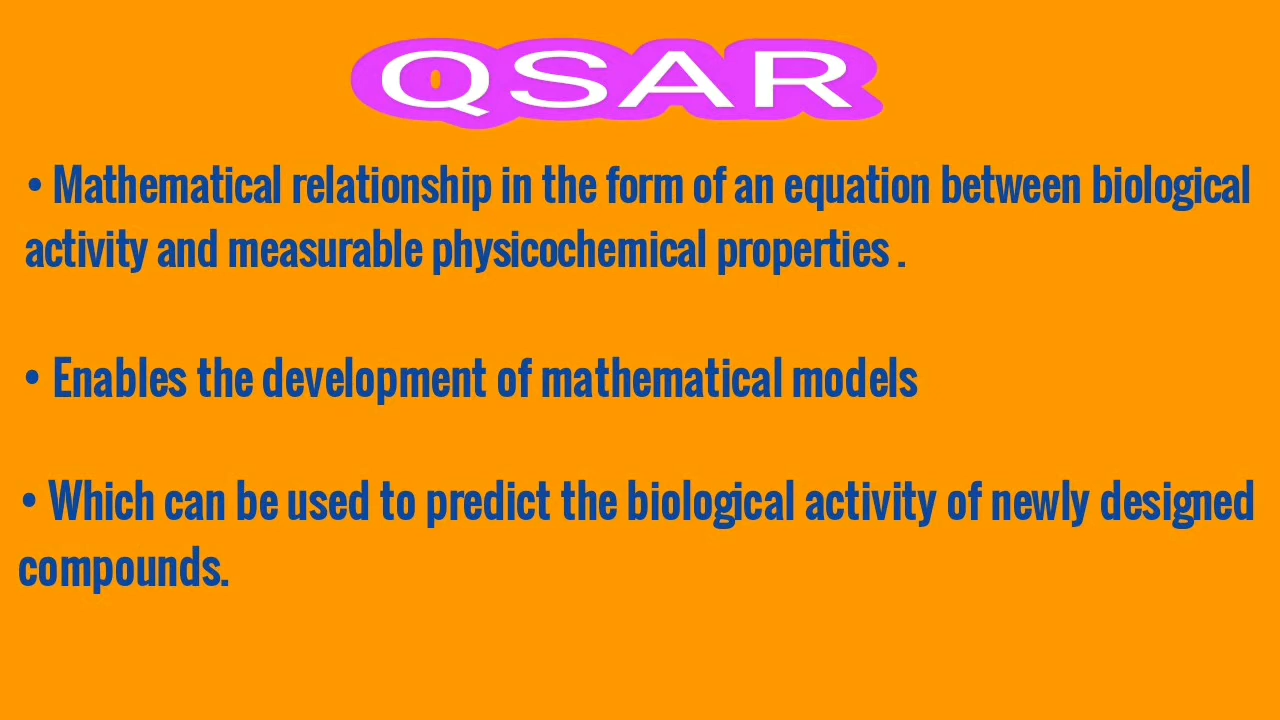 QSAR
• Mathematical relationship in the form of an equation between biological
activity and measurable physicochemical properties .
• Enables the development of mathematical models
• Which can be used to predict the biological activity of newly designed
compounds.